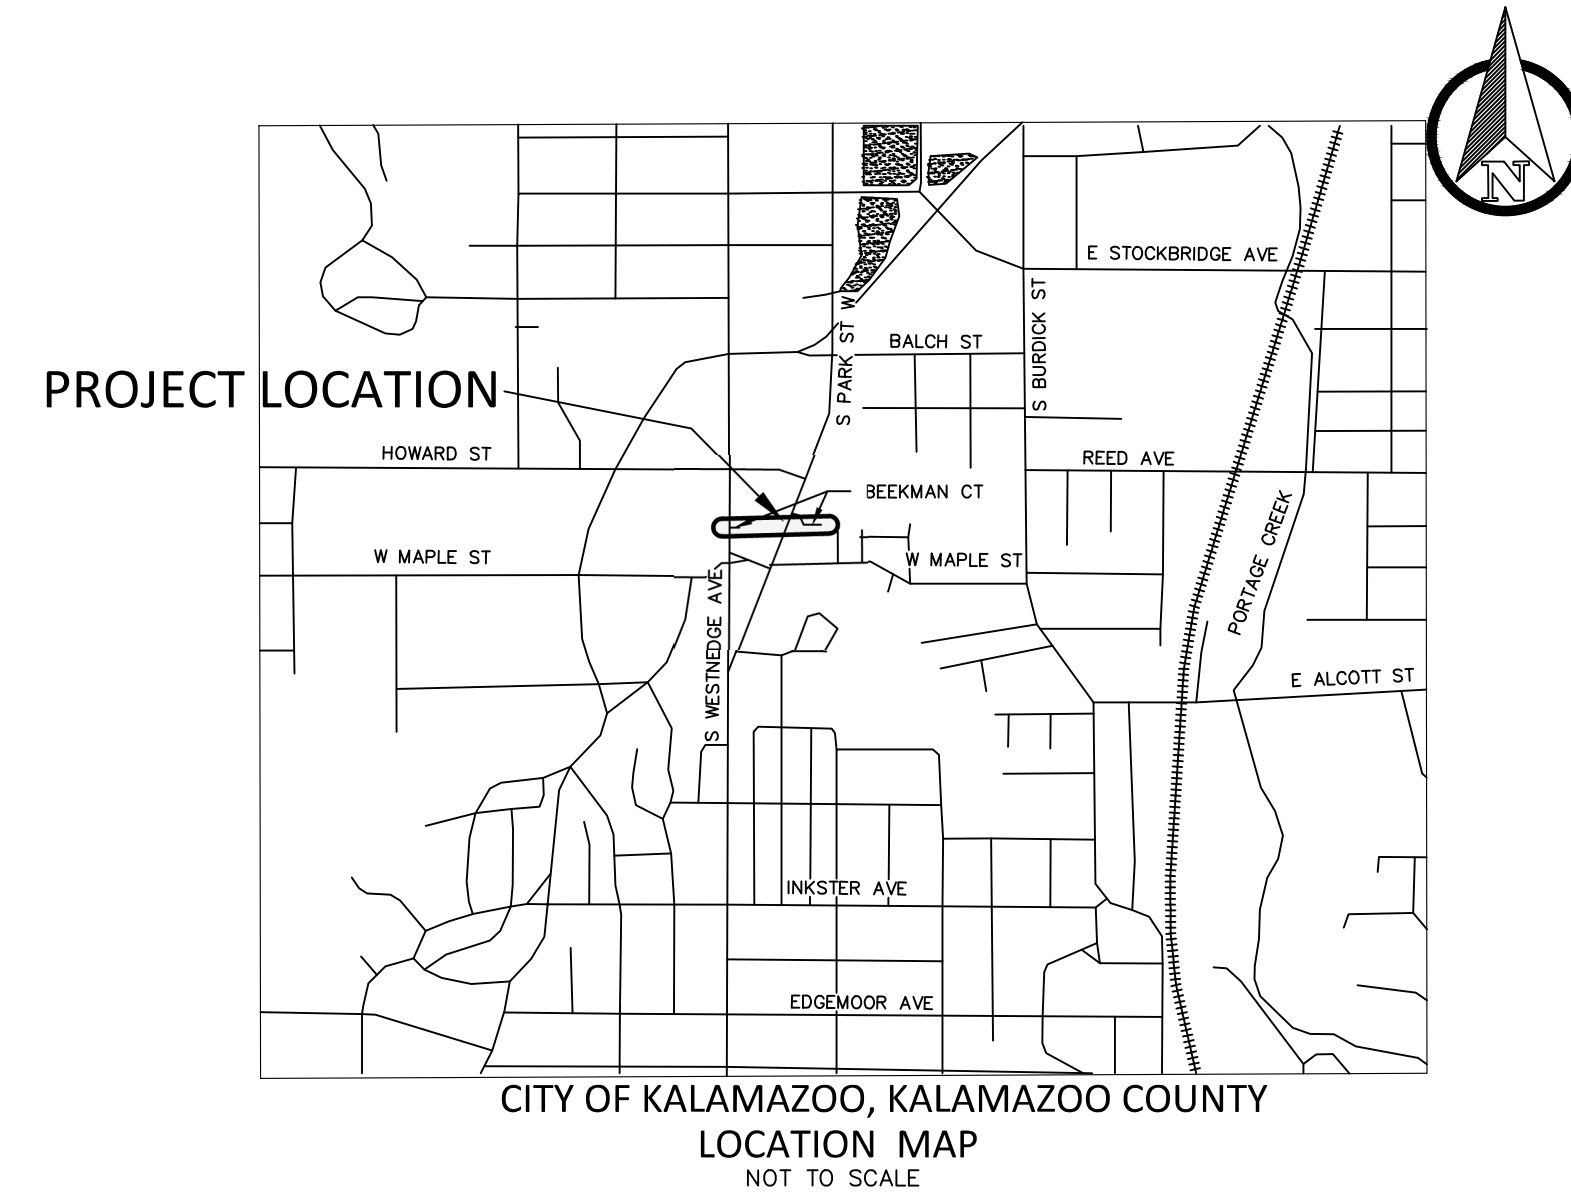 N
E STOCKBRIDGE AVE
S PARK ST W
S BURDICK ST
BALCH ST
PROJECT LOCATION
HOWARD ST
REED AVE
BEEKMAN CT
PORTAGE CREEK
W MAPLE ST
W MAPLE ST
S WESTNEDGE AVE
E ALCOTT ST
INKSTER AVE
EDGEMOOR AVE
CITY OF KALAMAZOO, KALAMAZOO COUNTY
LOCATION MAP
NOT TO SCALE